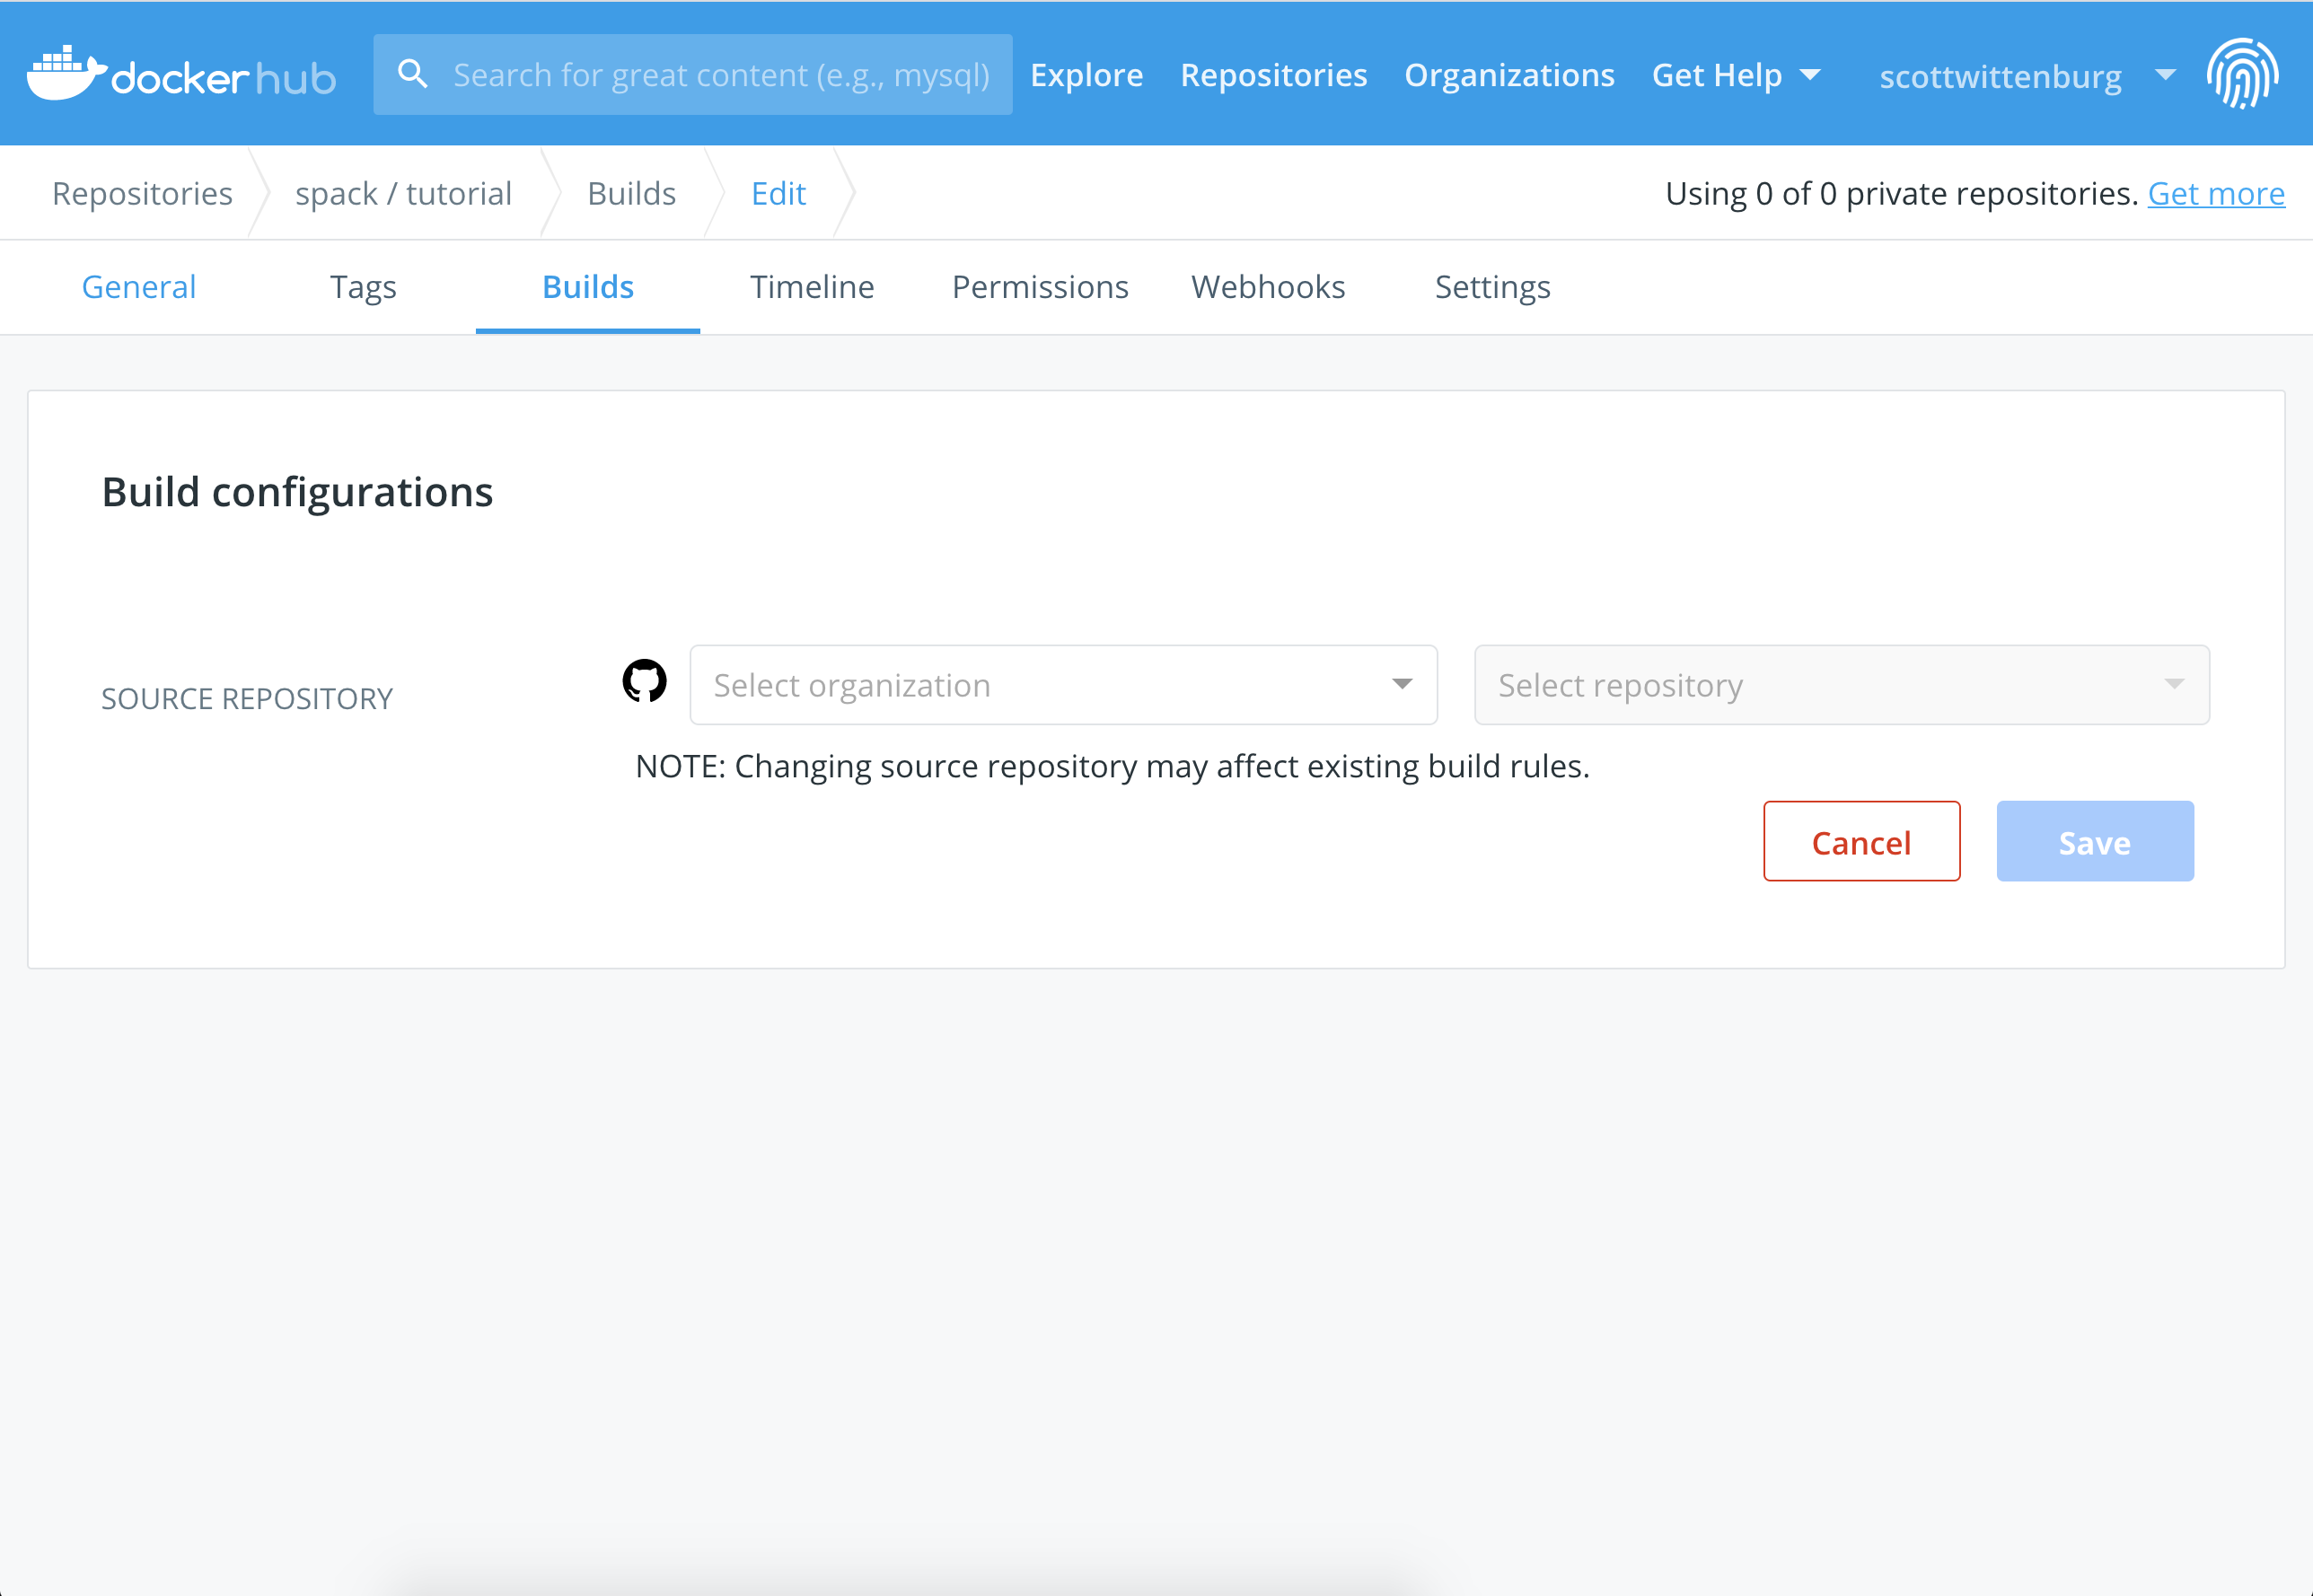 dockerhub
Search for great content (e.g., mysql)
Explore
Repositories
Organizations
Get Help
scottwittenburg
Repositories
spack / tutorial
Builds
Edit
Using 0 of 0 private repositories. Get more
General
Tags
Builds
Timeline
Permissions
Webhooks
Settings
Build configurations
SOURCE REPOSITORY
Select organization
Select repository
NOTE: Changing source repository may affect existing build rules.
Cancel
Save